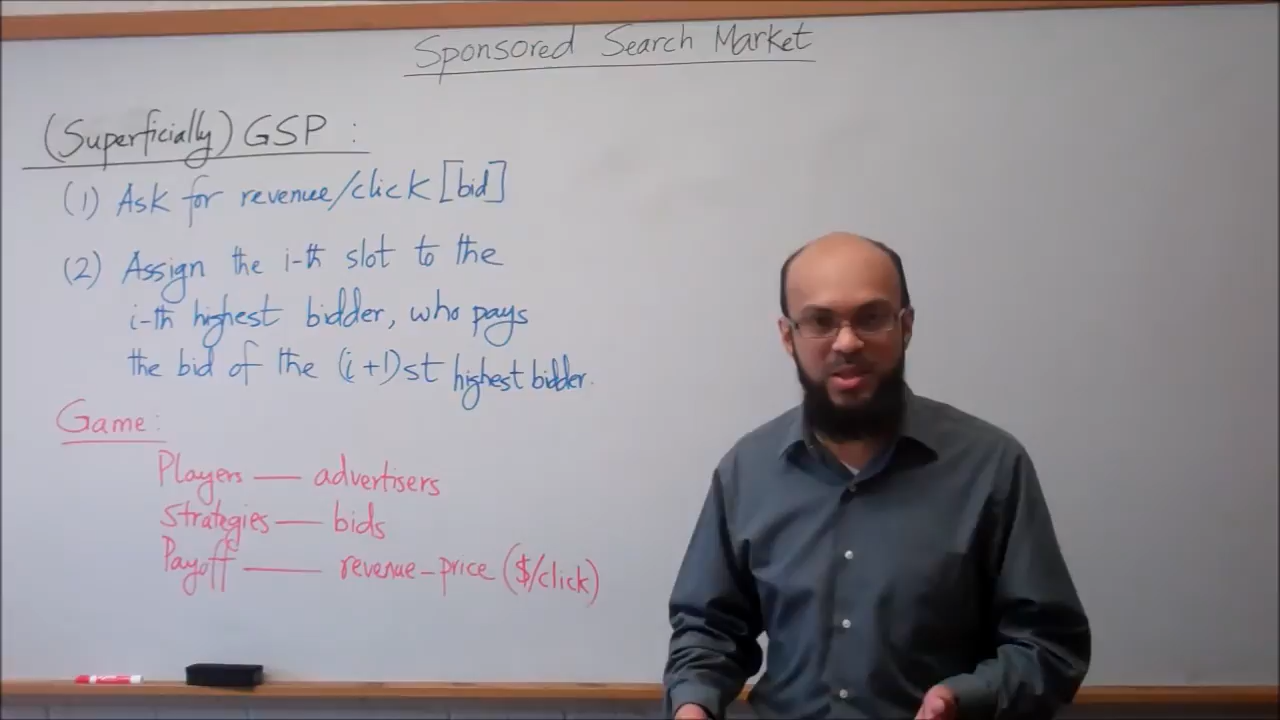 Sponsored Search Market
(Superficially) GSP :
(1) Ask for revenue/click [bid]
(2) Assign the i-th slot to the
i-th highest bidder, who pays
the bid of the (i+1)st highest bidder.
Game:
Players — advertisers
Strategies — bids
Payoff — revenue-price ($/click)